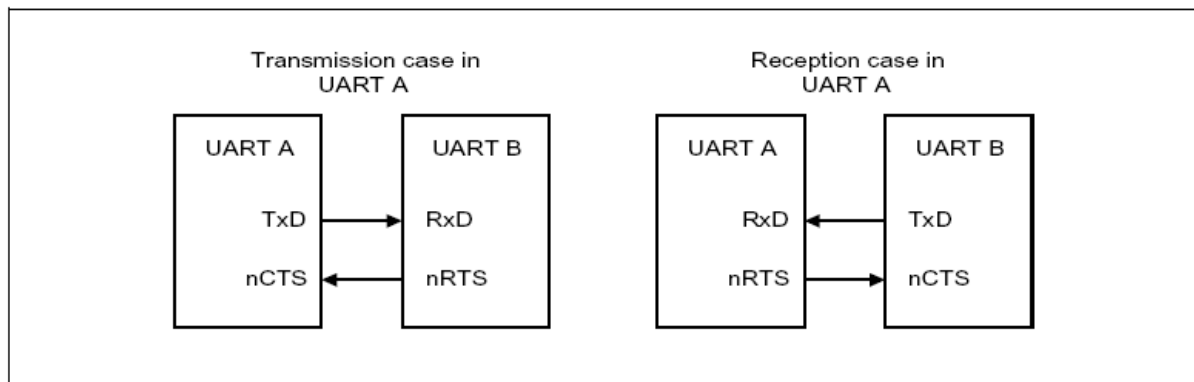 Transmission case in
UART A
UART A
UART B
TxD
RxD
nCTS
nRTS
Reception case in
UART A
UART A
UART B
RxD
TxD
nRTS
nCTS